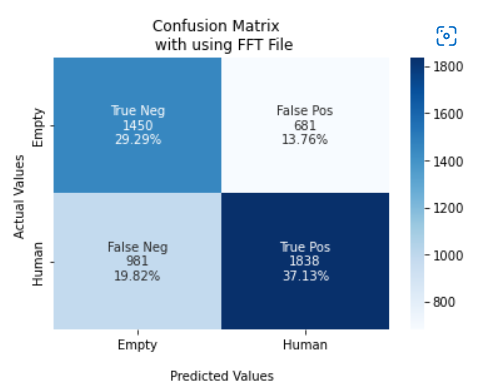 Confusion Matrix
with using FFT File
True Neg
1450
29.29%
False Pos
681
13.76%
False Neg
981
19.82%
True Pos
1838
37.13%
Actual Values
Empty
Human
Empty
Human
Predicted Values
1800
1600
1400
1200
1000
800